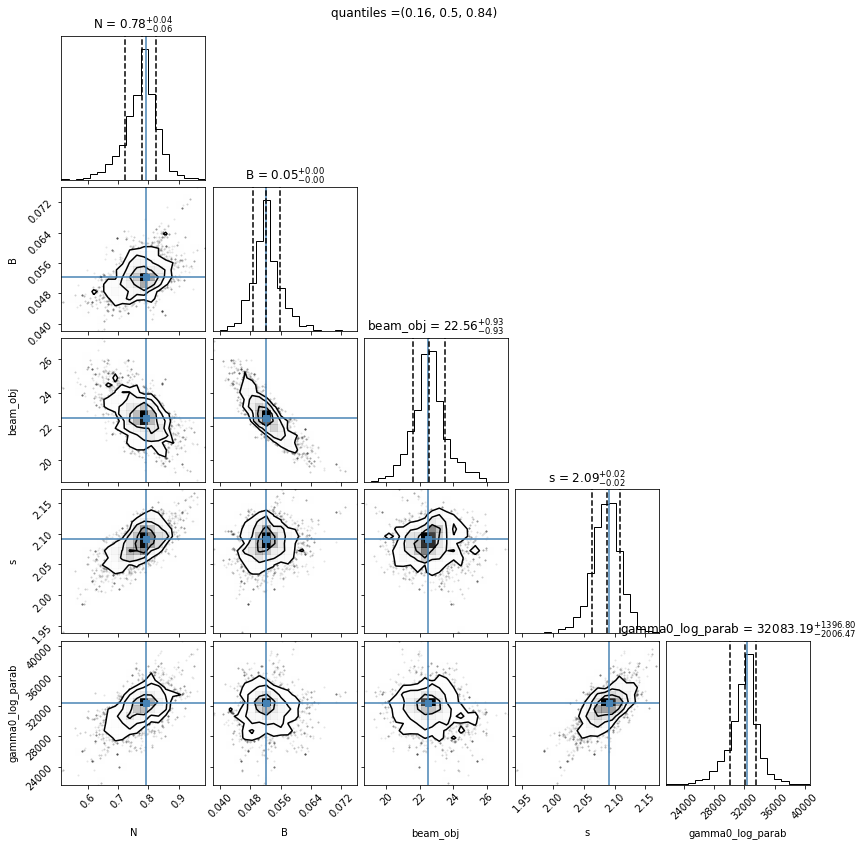 quantiles =(0.16, 0.5, 0.84)
N = 0.78+0.04 −0.06
B = 0.05+0.00 −0.00
0.072
0.064
0.056
0.048
0.040
B
beam_obj = 22.56+0.93 −0.93
26
24
22
20
beam_obj
s = 2.09+0.02 −0.02
2.15
2.10
2.05
2.00
1.95
s
gamma0_log_parab = 32083.19+1396.80 −2006.47
40000
36000
32000
28000
24000
gamma0_log_parab
0.6 0.7 0.8 0.9 0.040 0.048 0.056 0.064 0.072 20 22 24 26 1.95 2.00 2.05 2.10 2.15 24000 28000 32000 36000 40000
N B beam_obj s gamma0_log_parab